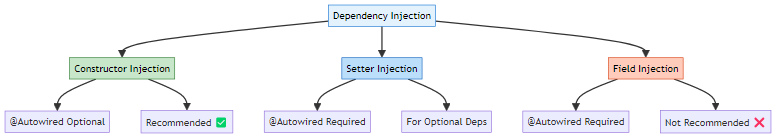 Dependency Injection
Constructor Injection
Setter Injection
Field Injection
@Autowired Optional
Recommended ✅
@Autowired Required
For Optional Deps
@Autowired Required
Not Recommended ❌